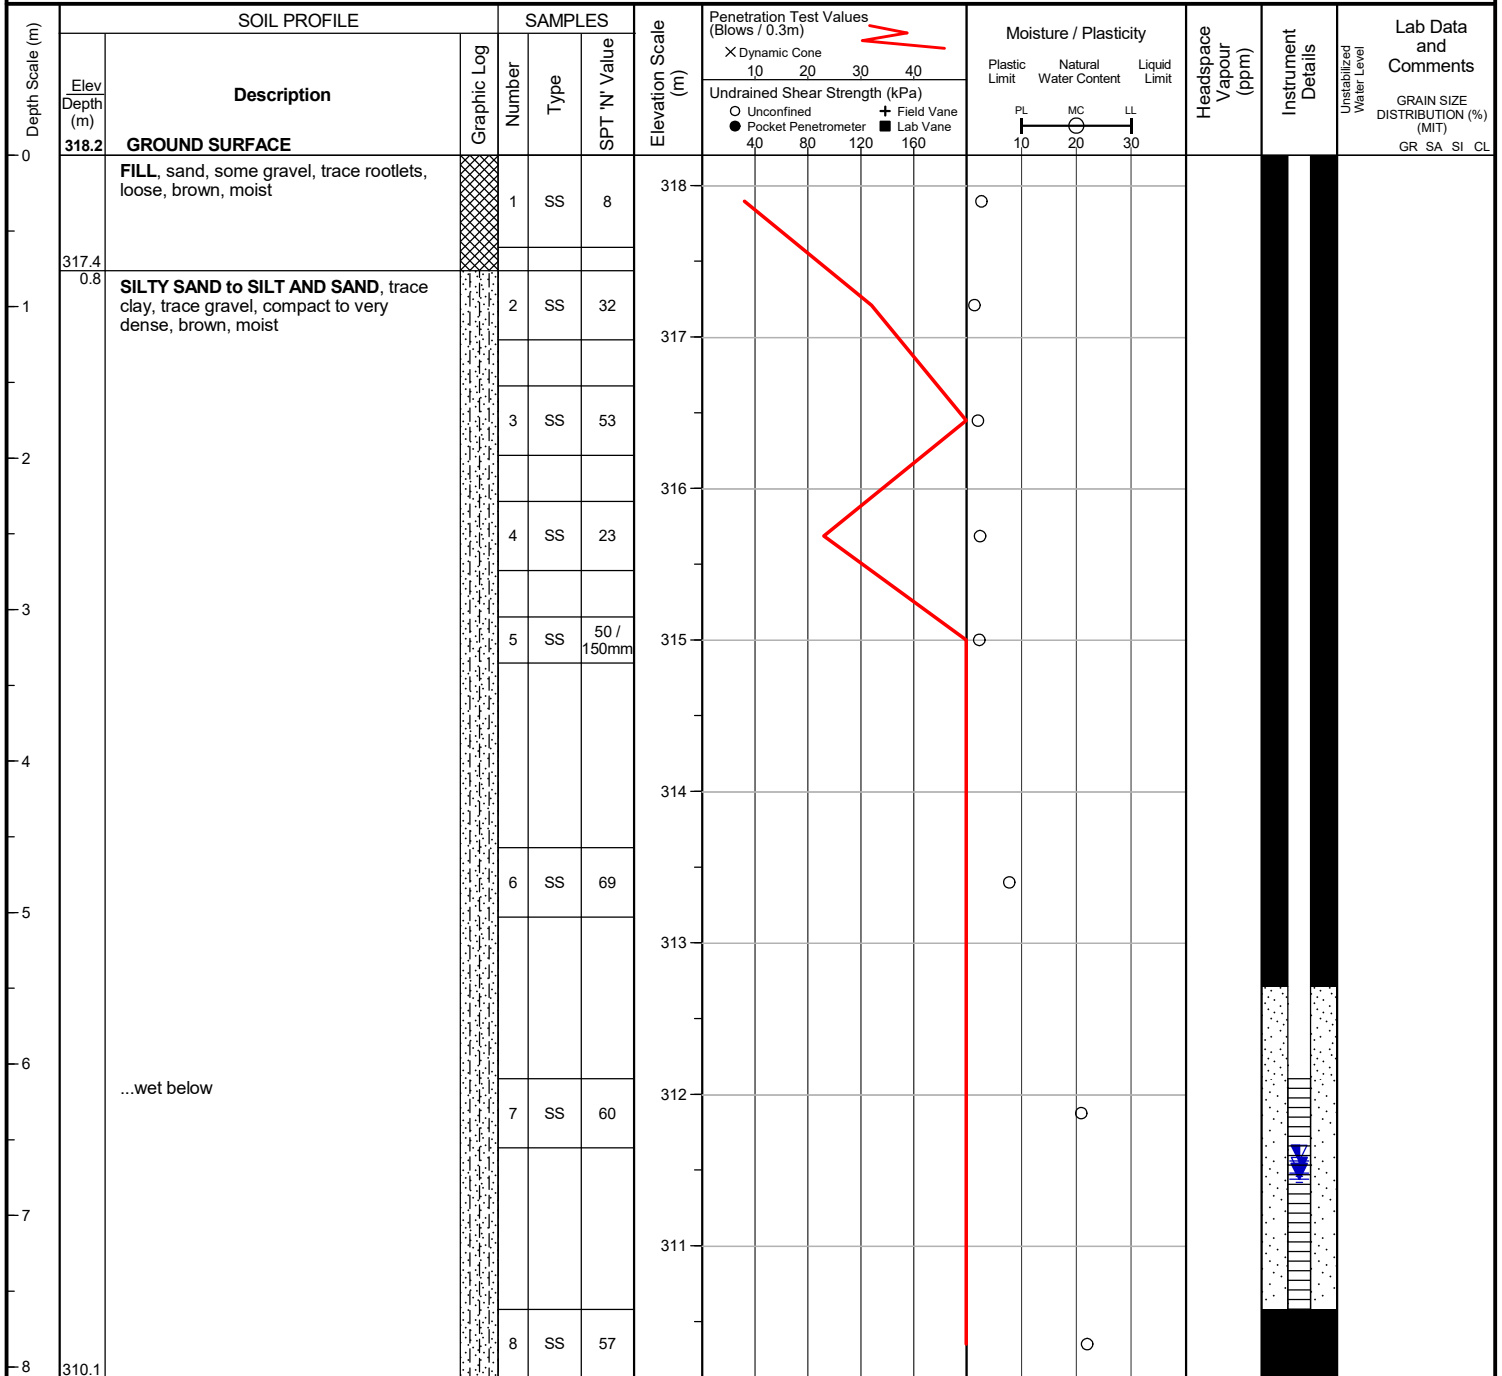 SOIL PROFILE
SAMPLES
Depth Scale (m)
Elev
Depth
(m)
318.2
Description
GROUND SURFACE
Graphic Log
Number
Type
SPT 'N' Value
Elevation Scale
(m)
Penetration Test Values
(Blows / 0.3m)
X Dynamic Cone
10 20 30 40
Undrained Shear Strength (kPa)
Unconfined
Field Vane
Pocket Penetrometer
Lab Vane
40 80 120 160
Moisture / Plasticity
Plastic
Limit
Natural
Water Content
Liquid
Limit
PL MC LL
10 20 30
Headspace
Vapour
(ppm)
Instrument
Details
Unstabilized
Water Level
Lab Data
and
Comments
GRAIN SIZE
DISTRIBUTION (%)
(MIT)
GR SA SI CL
0
FILL, sand, some gravel, trace rootlets,
loose, brown, moist
1 SS 8
318
317.4
0.8
SILTY SAND to SILT AND SAND, trace
clay, trace gravel, compact to very
dense, brown, moist
1
2 SS 32
317
3 SS 53
2
316
4 SS 23
3
5 SS 50 /
150mm
315
4
314
6 SS 69
5
313
6
...wet below
312
7 SS 60
7
311
8 SS 57
8
310.1